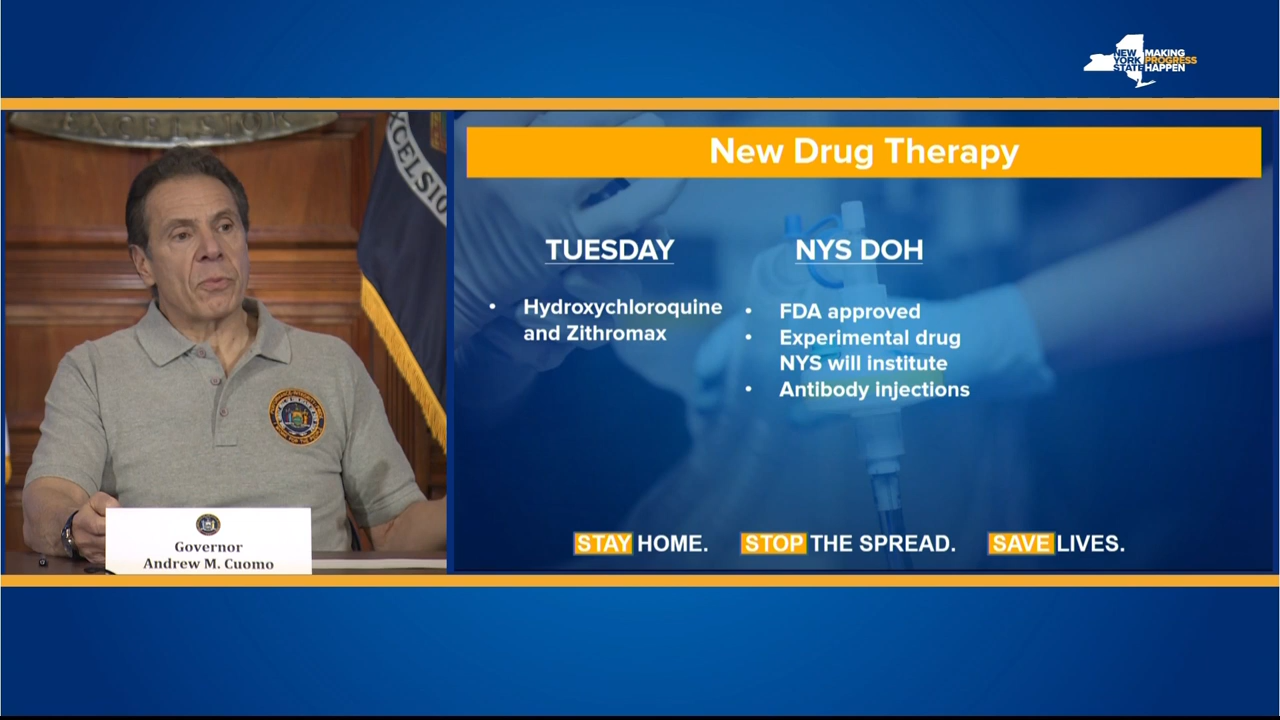 NEW
YORK
STATE
MAKING
PROGRESS
HAPPEN
EXCELSIOR
New Drug Therapy
TUESDAY
• Hydroxychloroquine
and Zithromax
NYS DOH
• FDA approved
• Experimental drug
NYS will institute
• Antibody injections
Governor
Andrew M. Cuomo
STAY HOME. STOP THE SPREAD. SAVE LIVES.